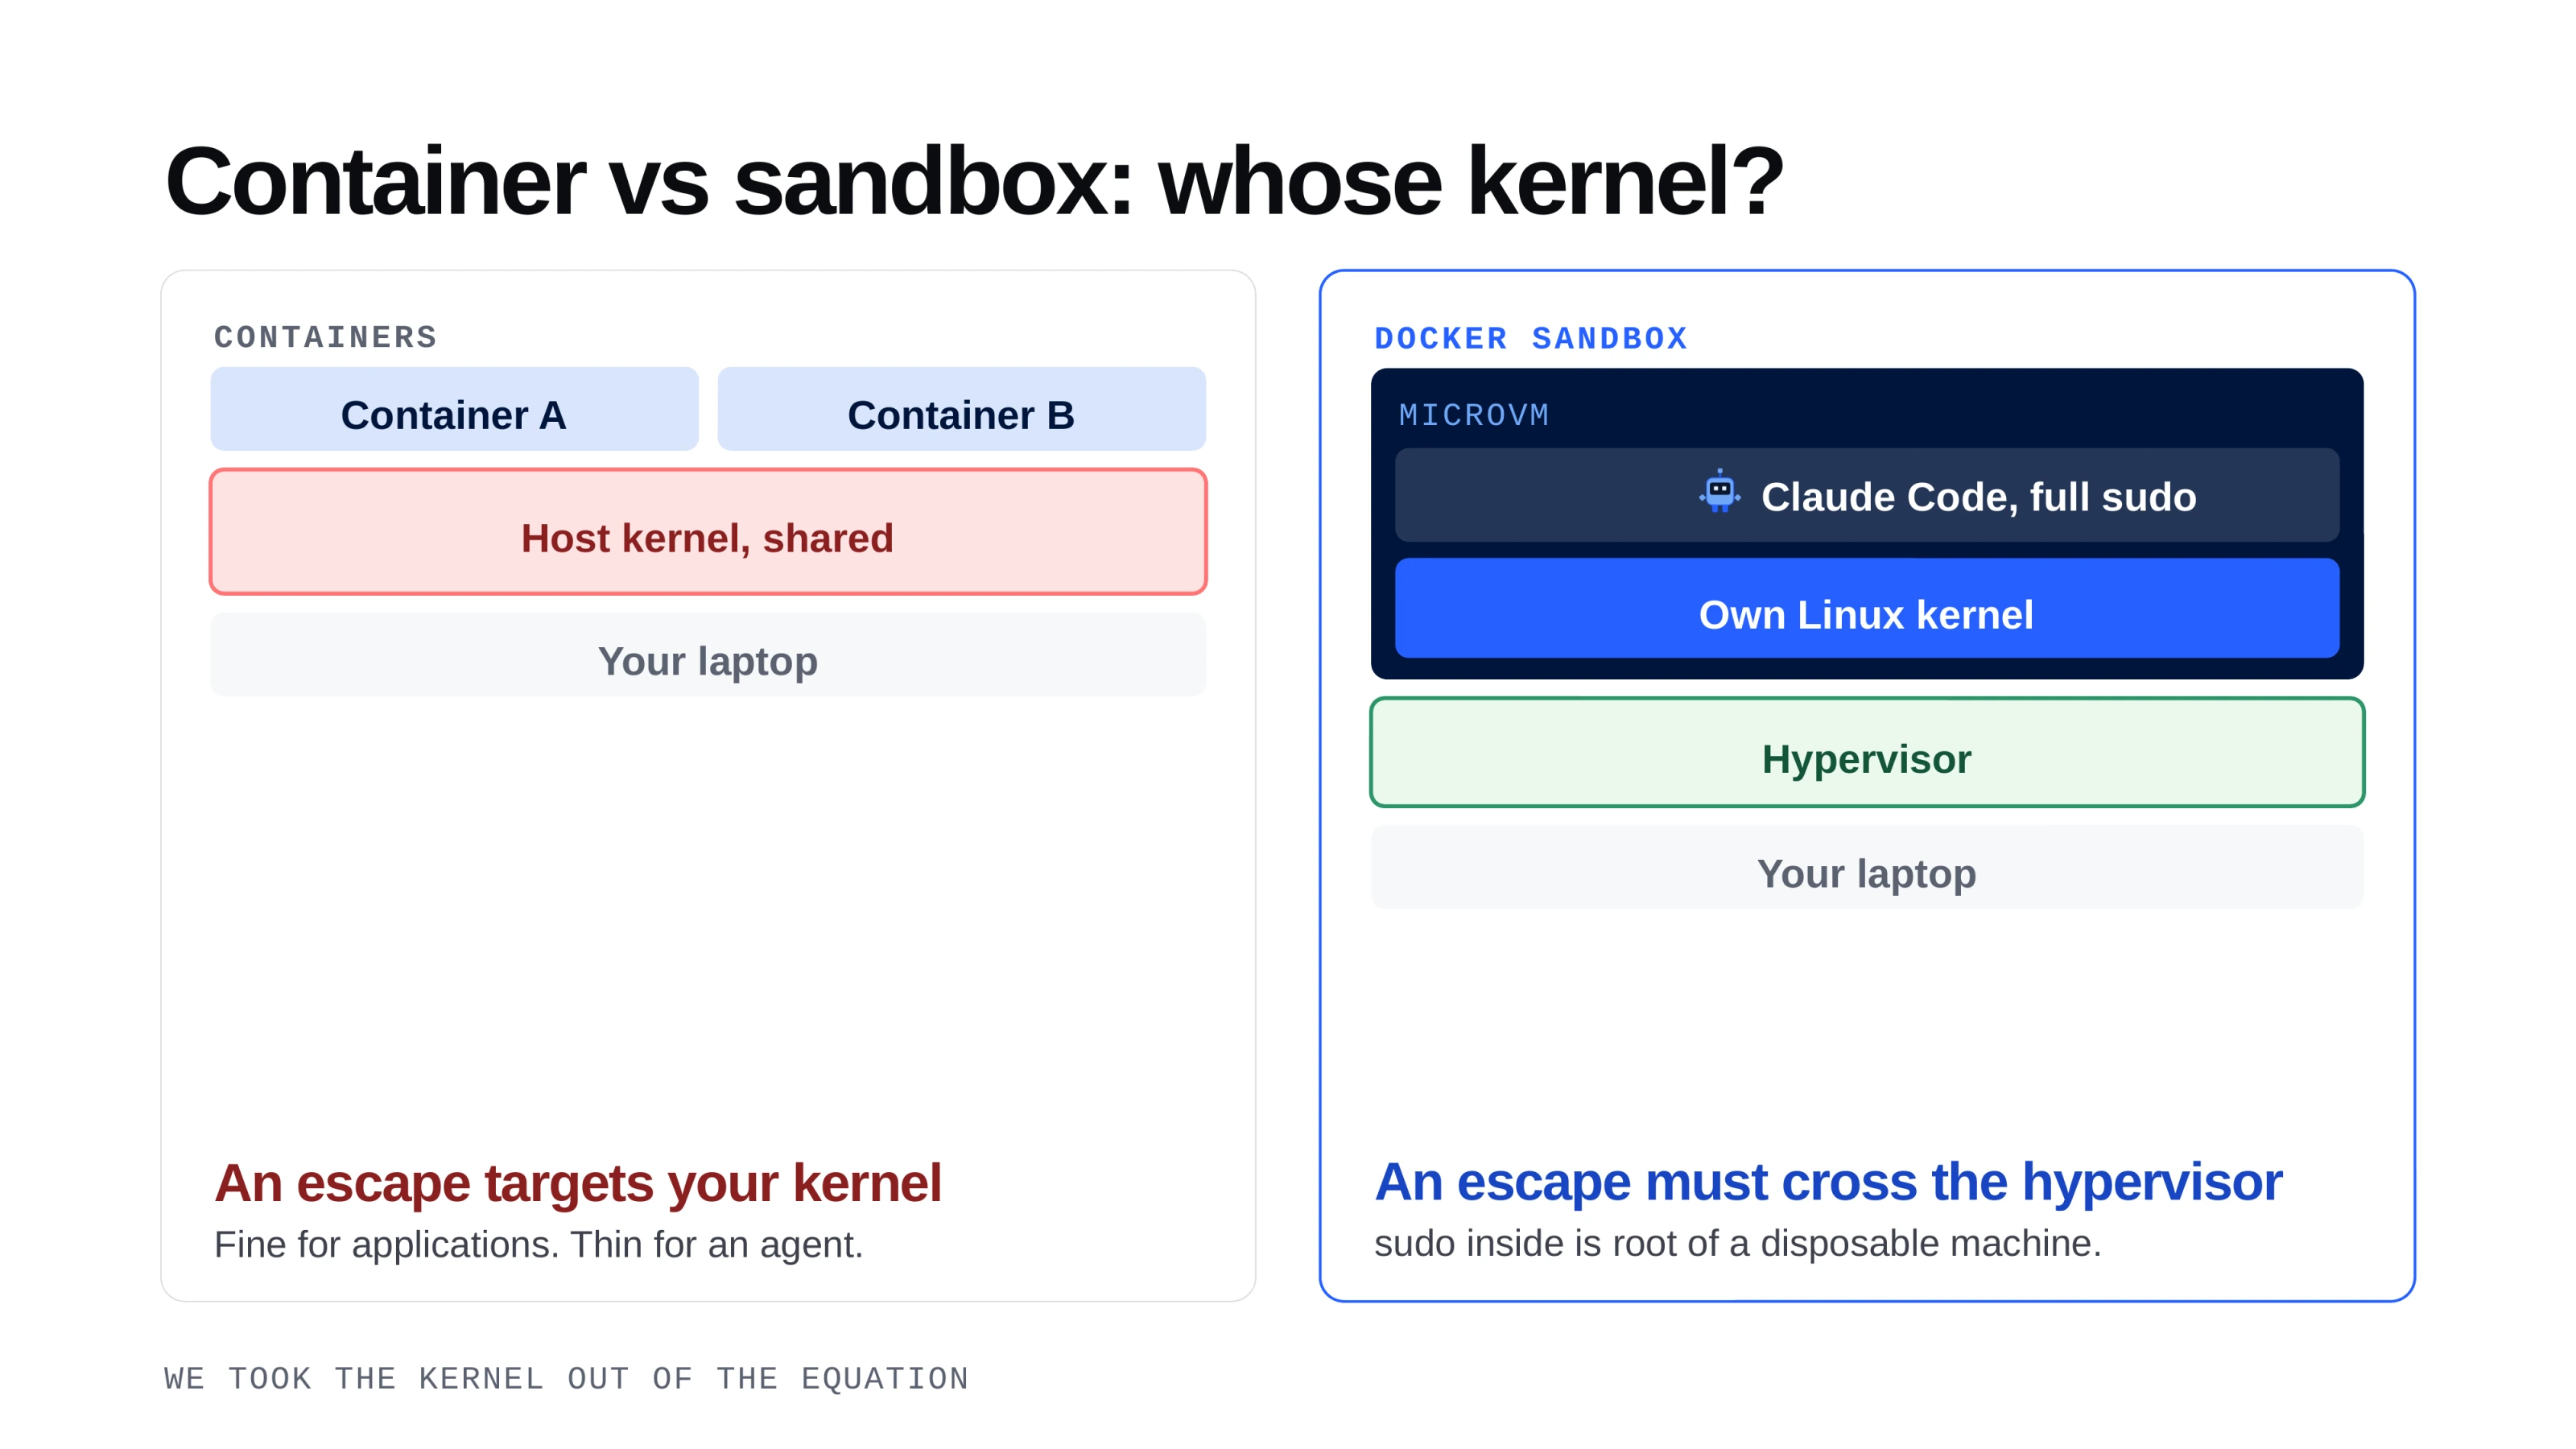 Container vs sandbox: whose kernel?
CONTAINERS
Container A
Container B
Host kernel, shared
Your laptop
An escape targets your kernel
Fine for applications. Thin for an agent.
DOCKER SANDBOX
MICROVM
Claude Code, full sudo
Own Linux kernel
Hypervisor
Your laptop
An escape must cross the hypervisor
sudo inside is root of a disposable machine.
WE TOOK THE KERNEL OUT OF THE EQUATION